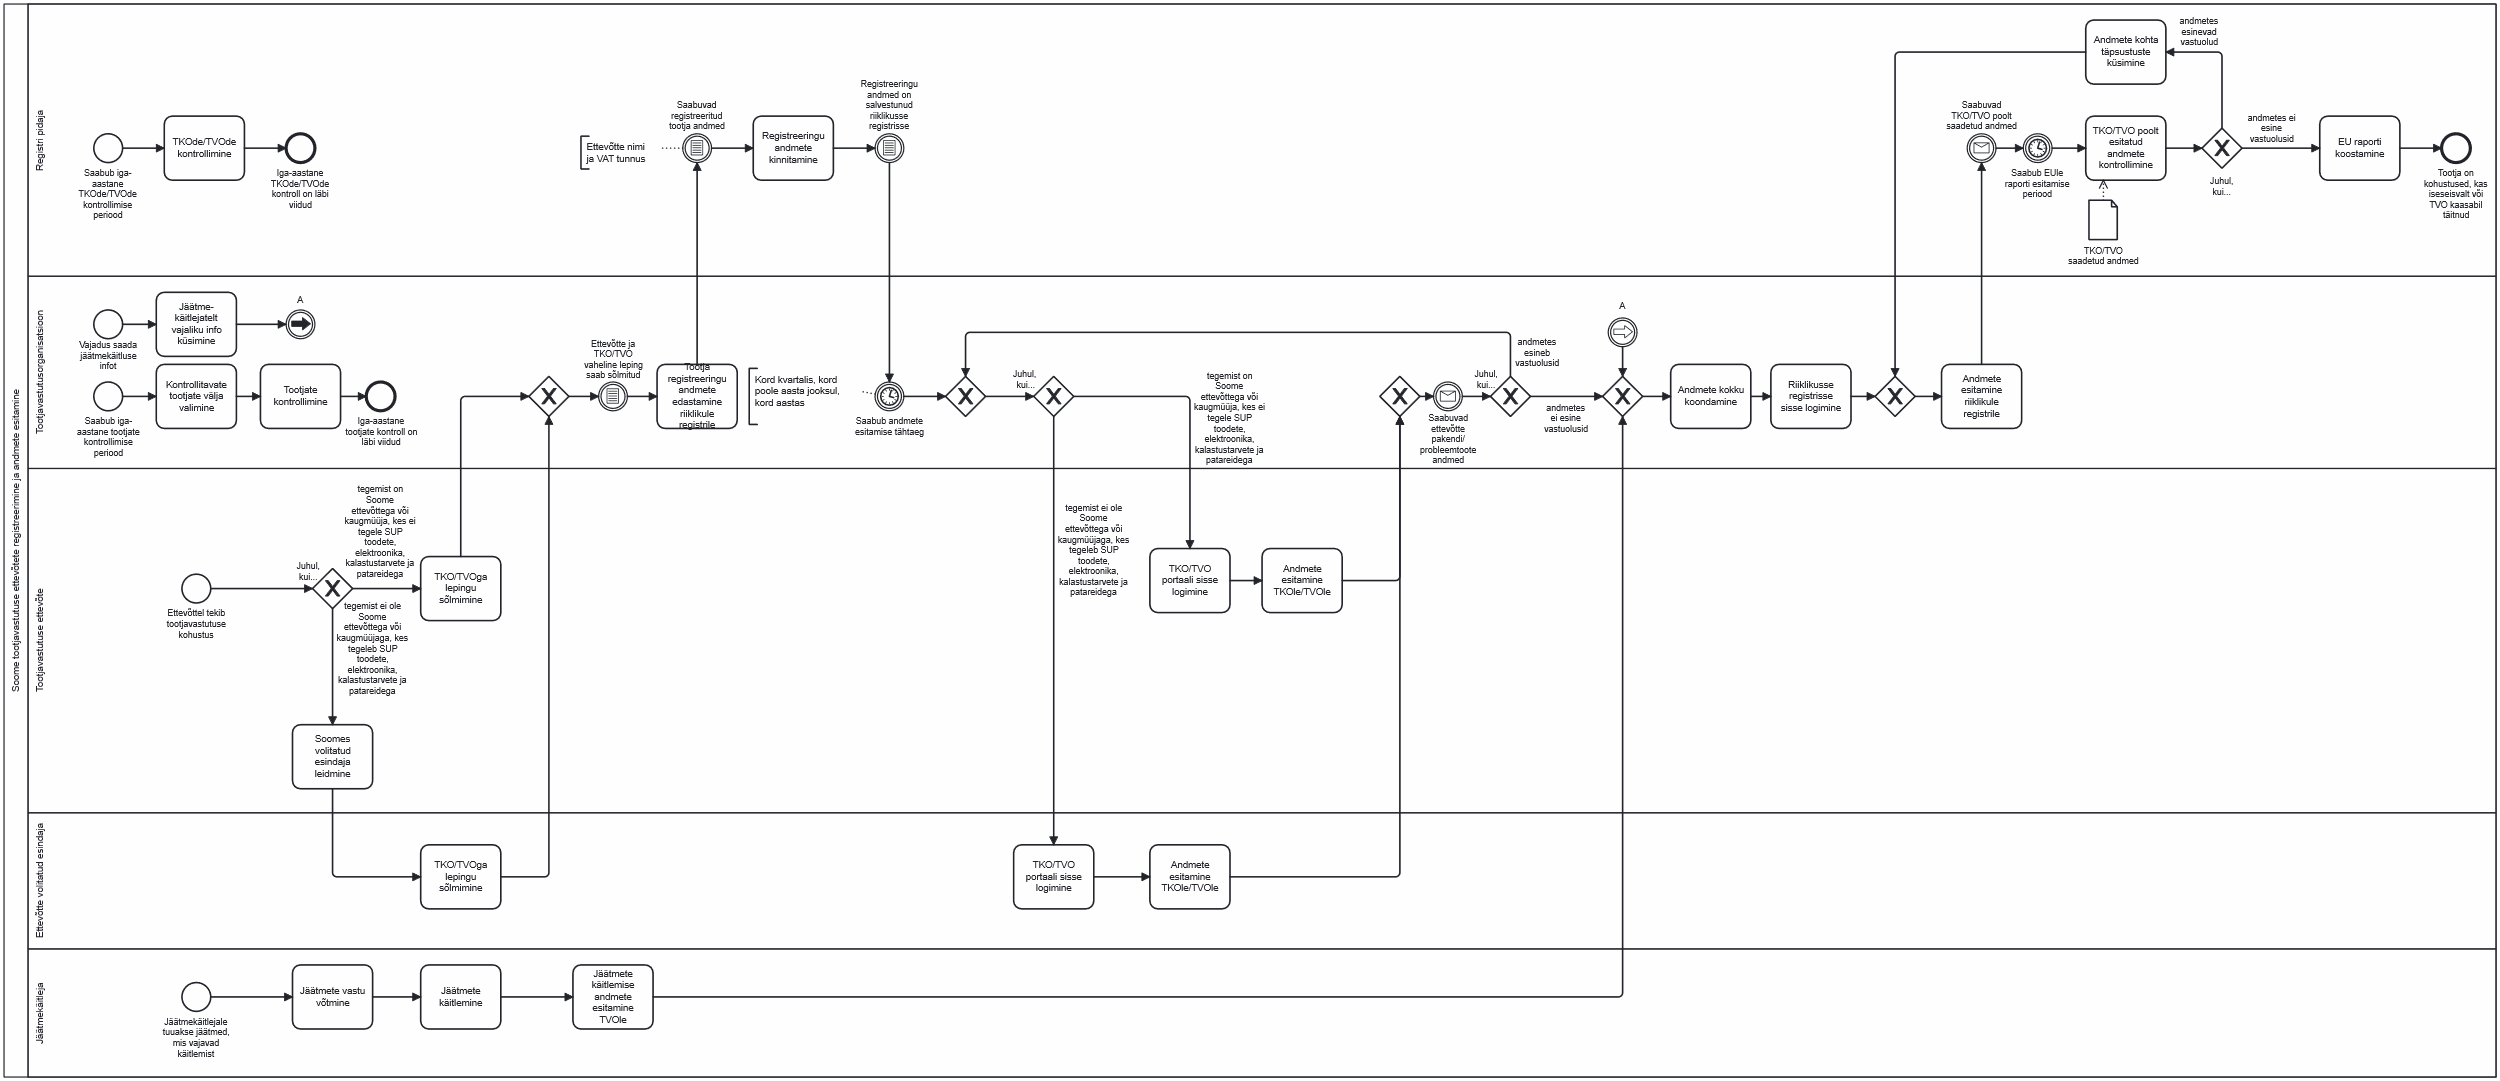 Soome tootjavastutuse ettevõtete registreerimine ja andmete esitamine
Registri pidaja
Saabub iga-
aastane
TKOde/TVOde
kontrollimise
periood
TKOde/TVOde
kontrollimine
Iga-aastane
TKOde/TVOde
kontroll on läbi
viidud
Ettevõtte nimi
ja VAT tunnus
Saabuvad
registreeritud
tootja andmed
Registreeringu
andmete
kinnitamine
Registreeringu
andmed on
salvestunud
riiklikusse
registrisse
Saabuvad
TKO/TVO poolt
saadetud andmed
Saabub EUle
raporti esitamise
periood
Andmete kohta
täpsustuste
küsimine
andmetes
esinevad
vastuolud
TKO/TVO poolt
esitatud
andmete
kontrollimine
TKO/TVO
saadetud andmed
Juhul,
kui...
andmetes ei
esine
vastuolusid
EU raporti
koostamine
Tootja on
kohustused, kas
iseseisvalt või
TVO kaasabil
täitnud
Tootjavastutusorganisatsioon
Vajadus saada
jäätmekäitluse
infot
Jäätme-
käitlejatelt
vajaliku info
küsimine
A
Saabub iga-
aastane tootjate
kontrollimise
periood
Kontrollitavate
tootjate välja
valimine
Tootjate
kontrollimine
Iga-aastane
tootjate kontroll on
läbi viidud
Ettevõtte ja
TKO/TVO
vaheline leping
saab sõlmitud
Tootja
registreeringu
andmete
edastamine
riiklikule
registrile
Kord kvartalis, kord
poole aasta jooksul,
kord aastas
Saabub andmete
esitamise tähtaeg
Juhul,
kui...
tegemist on
Soome
ettevõttega või
kaugmüüja, kes ei
tegele SUP
toodete,
elektroonika,
kalastustarvete ja
patareidega
Saabuvad
ettevõtte
pakendi/
probleemtoote
andmed
Juhul,
kui...
andmetes
esineb
vastuolusid
andmetes
ei esine
vastuolusid
A
Andmete kokku
koondamine
Riiklikusse
registrisse
sisse logimine
Andmete
esitamine
riiklikule
registrile
Tootjavastutuse ettevõte
Ettevõttel tekib
tootjavastutuse
kohustus
Juhul,
kui...
tegemist on
Soome
ettevõttega või
kaugmüüja, kes ei
tegele SUP
toodete,
elektroonika,
kalastustarvete ja
patareidega
TKO/TVOga
lepingu
sõlmimine
tegemist ei ole
Soome
ettevõttega või
kaugmüüjaga, kes
tegeleb SUP
toodete,
elektroonika,
kalastustarvete ja
patareidega
Soomes
volitatud
esindaja
leidmine
tegemist ei ole
Soome
ettevõttega või
kaugmüüjaga, kes
tegeleb SUP
toodete,
elektroonika,
kalastustarvete ja
patareidega
TKO/TVO
portaali sisse
logimine
Andmete
esitamine
TKOle/TVOle
Ettevõtte volitatud esindaja
TKO/TVOga
lepingu
sõlmimine
TKO/TVO
portaali sisse
logimine
Andmete
esitamine
TKOle/TVOle
Jäätmekäitleja
Jäätmekäitlejale
tuuakse jäätmed,
mis vajavad
käitlemist
Jäätmete vastu
võtmine
Jäätmete
käitlemine
Jäätmete
käitlemise
andmete
esitamine
TVOle